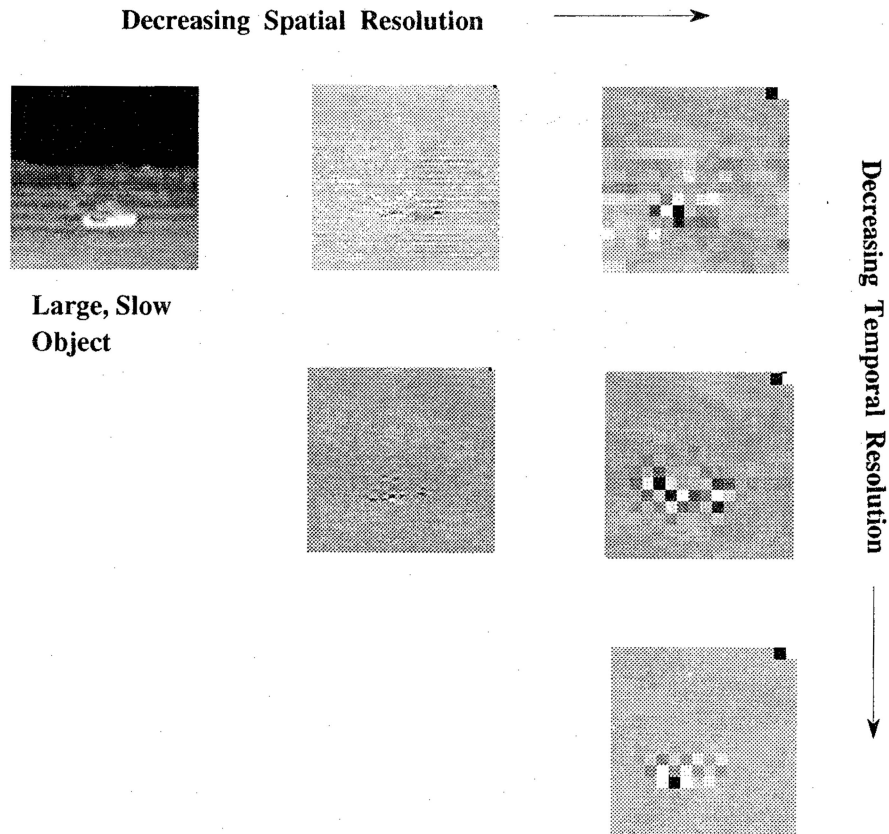 Decreasing Spatial Resolution
Large, Slow
Object
Decreasing Temporal Resolution